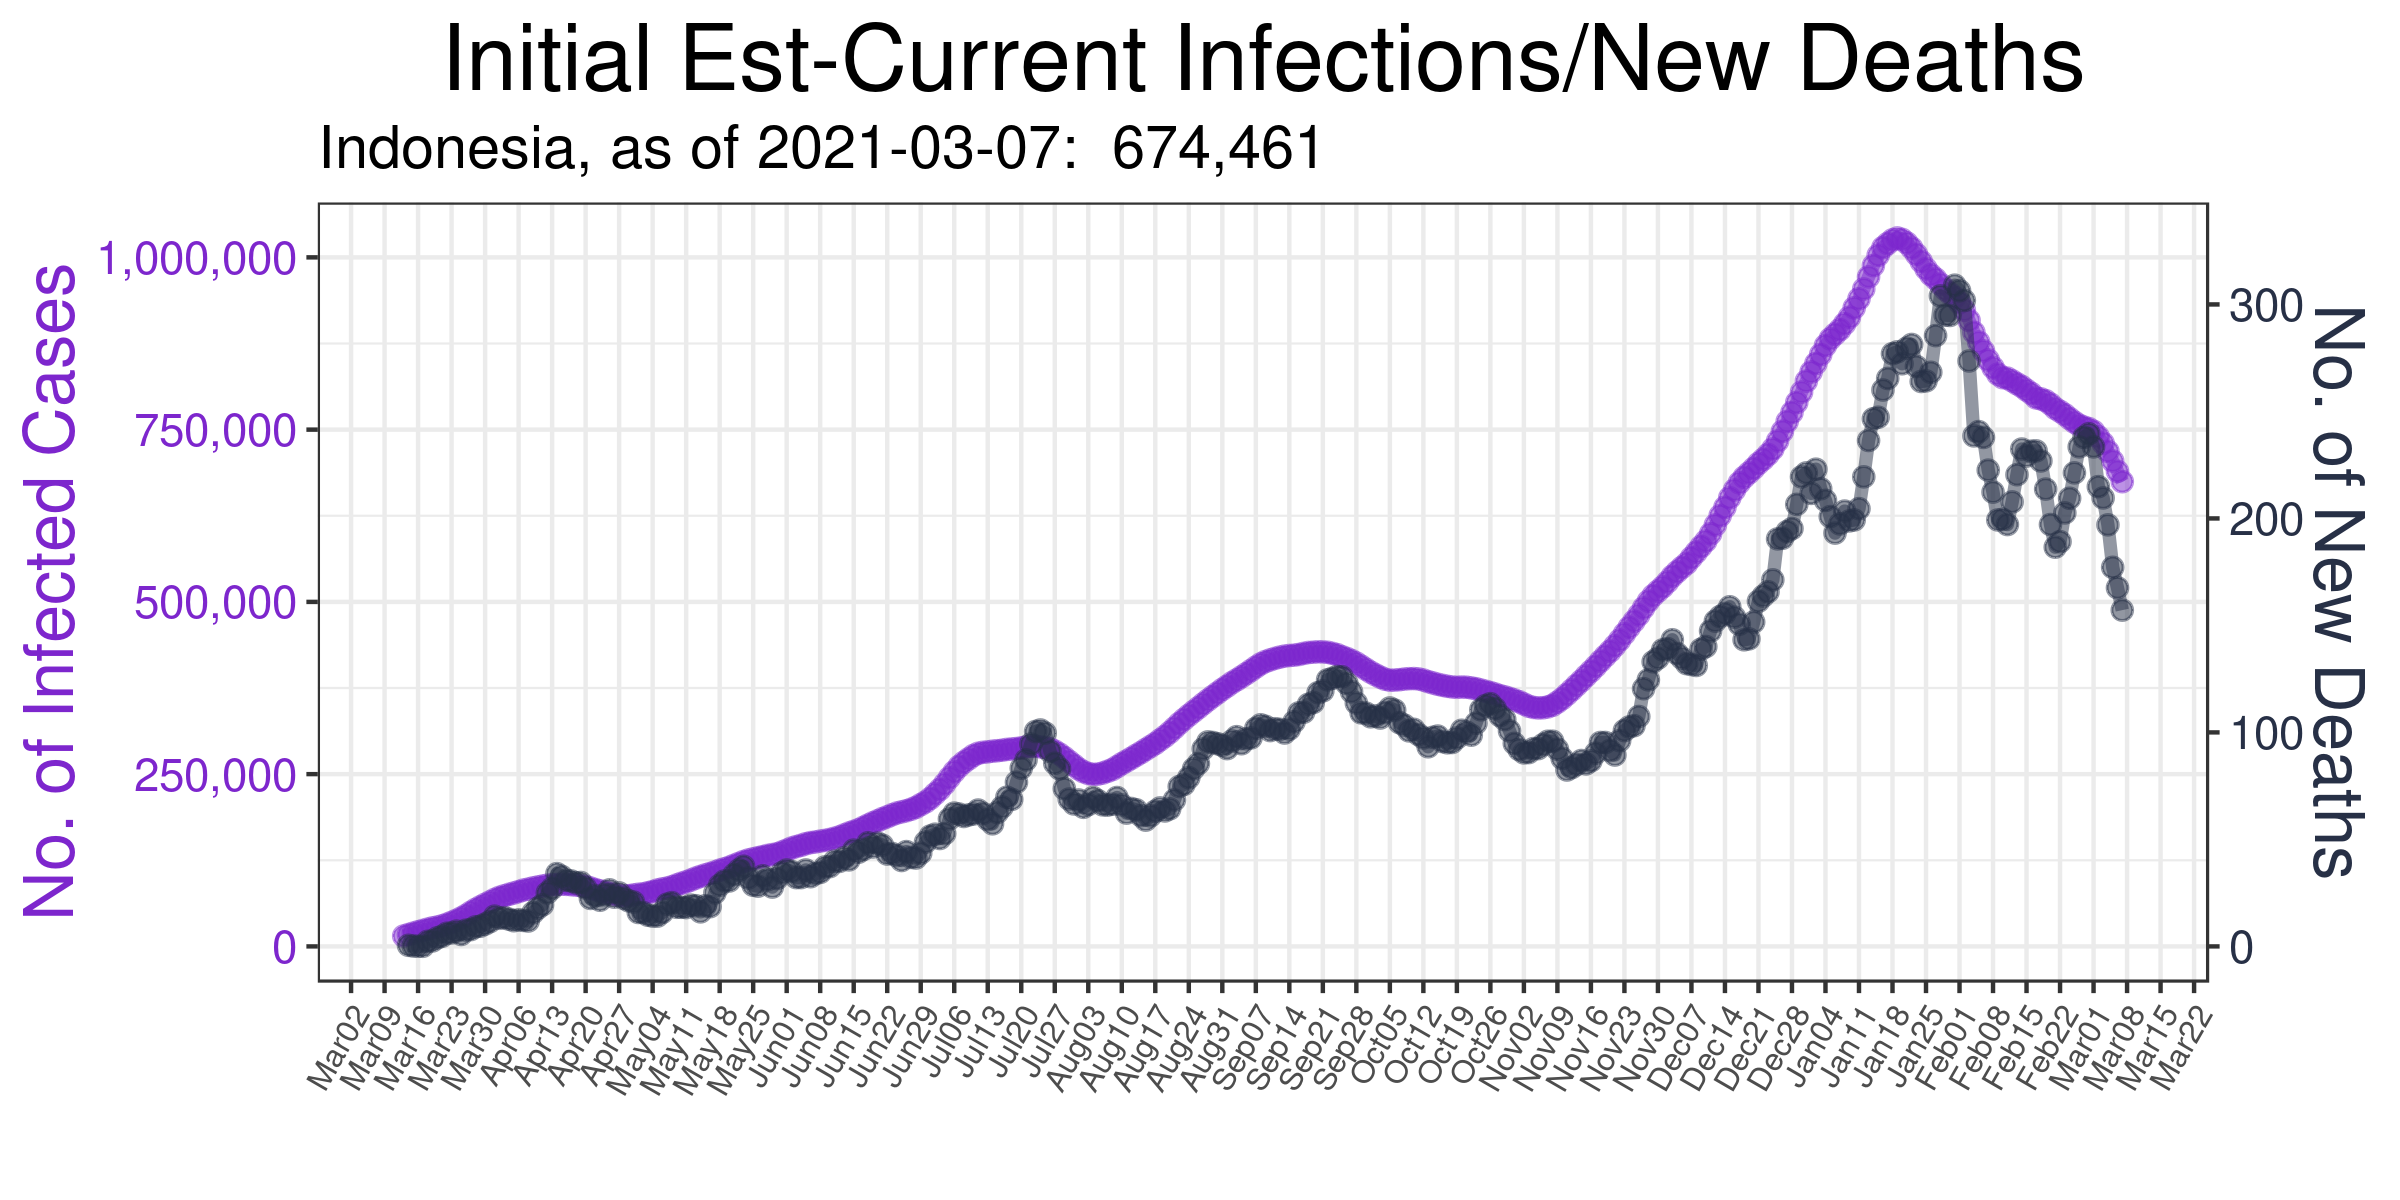 Initial Est-Current Infections/New Deaths
Indonesia, as of 2021-03-07:  674,461
No. of Infected Cases
1,000,000
750,000
500,000
250,000
0
300
200
100
0
No. of New Deaths
Mar02
Mar09
Mar16
Mar23
Mar30
Apr06
Apr13
Apr20
Apr27
May04
May11
May18
May25
Jun01
Jun08
Jun15
Jun22
Jun29
Jul06
Jul13
Jul20
Jul27
Aug03
Aug10
Aug17
Aug24
Aug31
Sep07
Sep14
Sep21
Sep28
Oct05
Oct12
Oct19
Oct26
Nov02
Nov09
Nov16
Nov23
Nov30
Dec07
Dec14
Dec21
Dec28
Jan04
Jan11
Jan18
Jan25
Feb01
Feb08
Feb15
Feb22
Mar01
Mar08
Mar15
Mar22